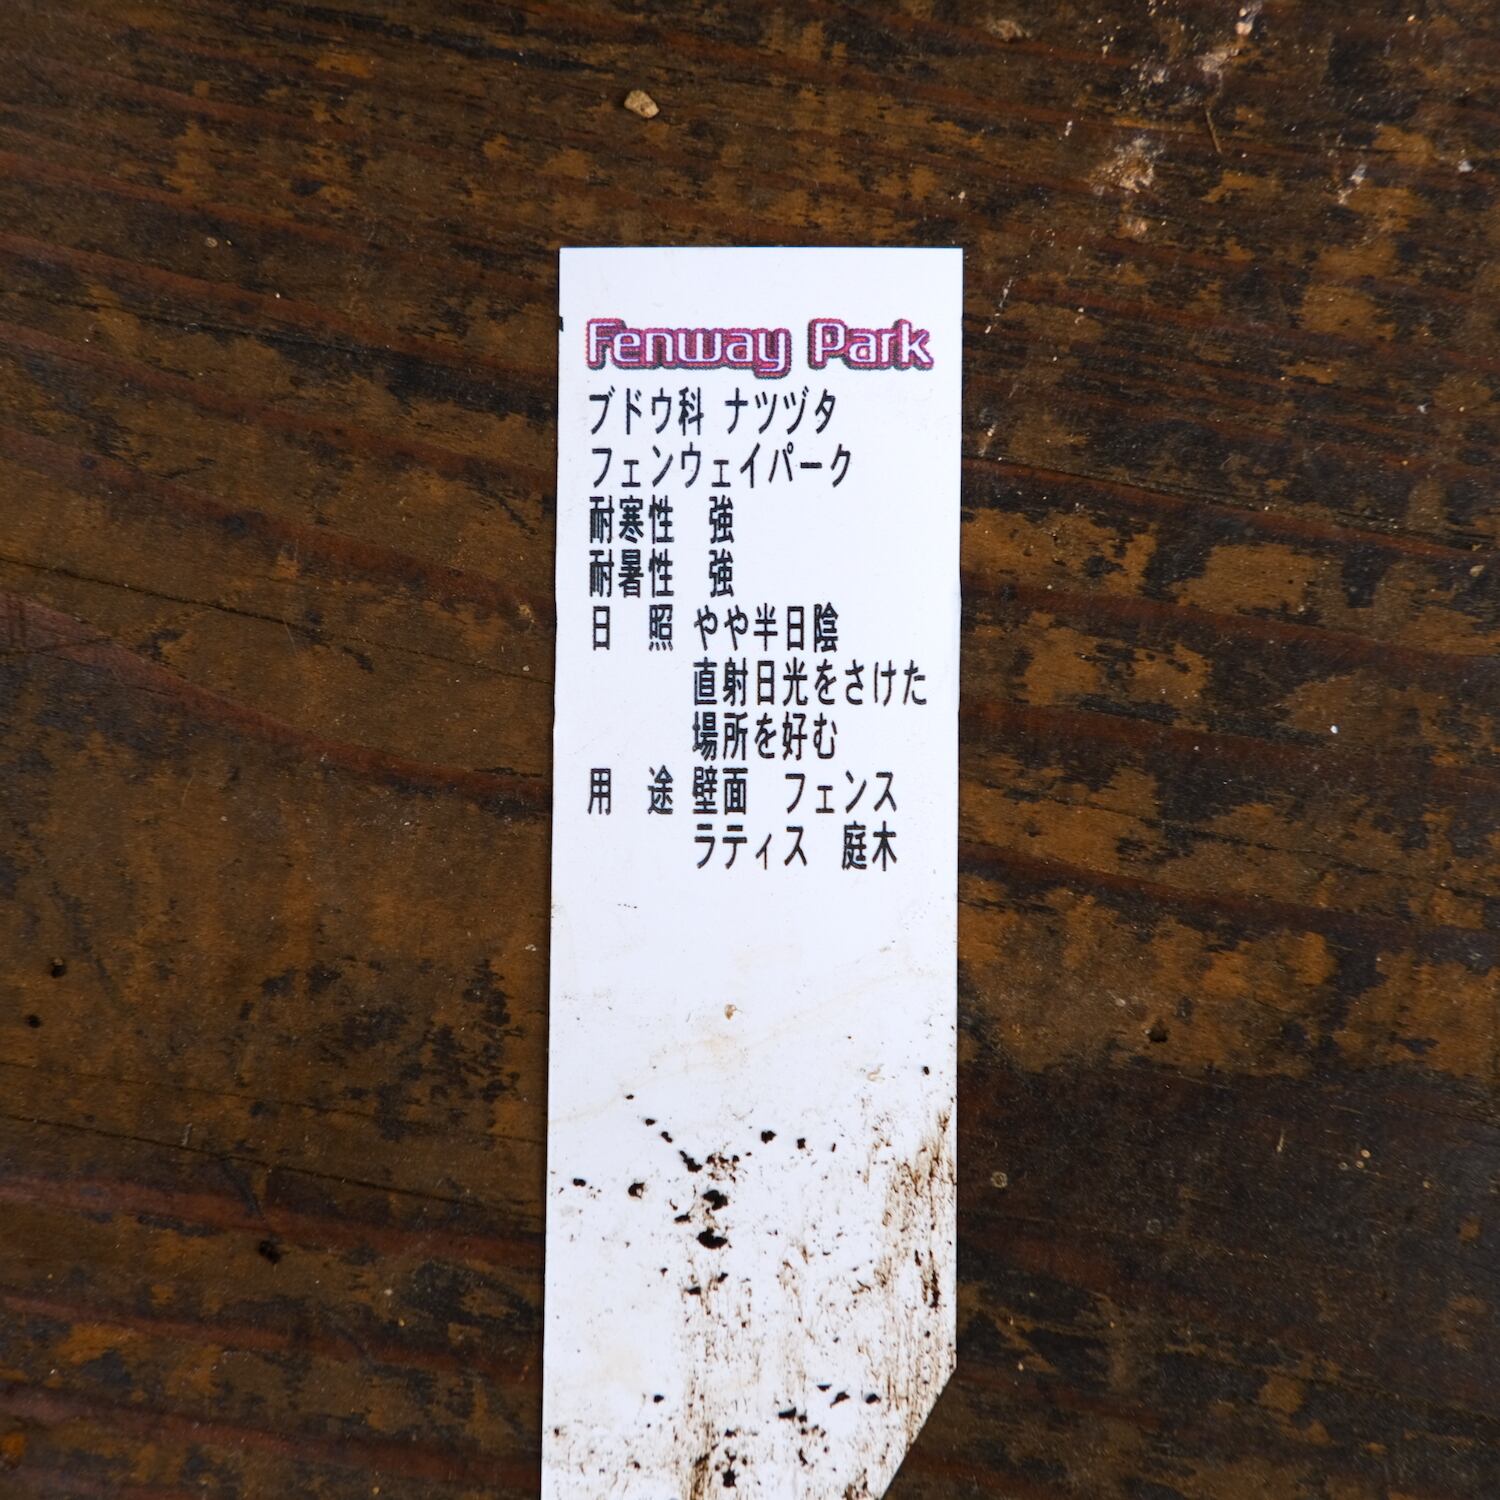 Fenway Park
ブドウ科 ナツヅタ
フェンウェイパーク
耐寒性 強
耐暑性 強
日 照 やや半日陰
直射日光をさけた
場所を好む
用 途 壁面 フェンス
ラティス 庭木